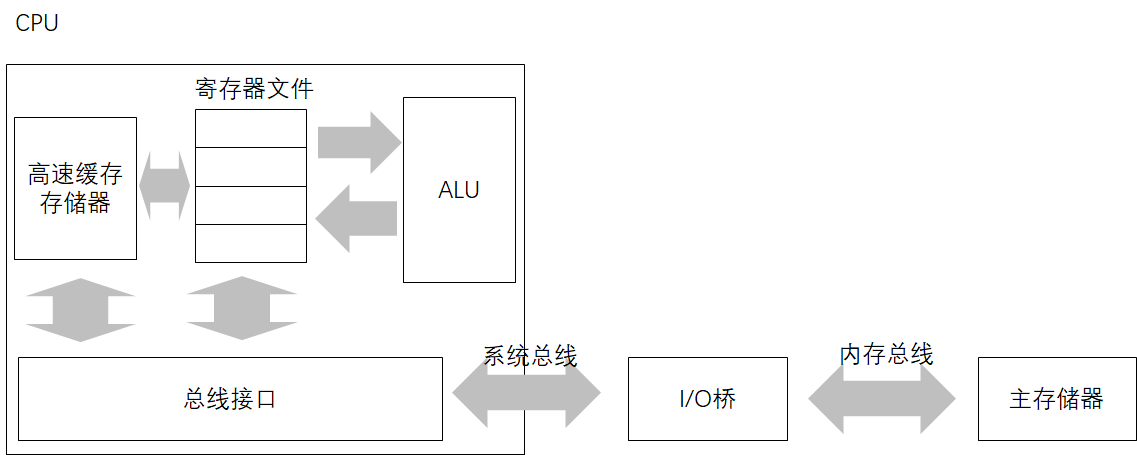 CPU
寄存器文件
高速缓存
存储器
ALU
系统总线
内存总线
总线接口
I/O桥
主存储器